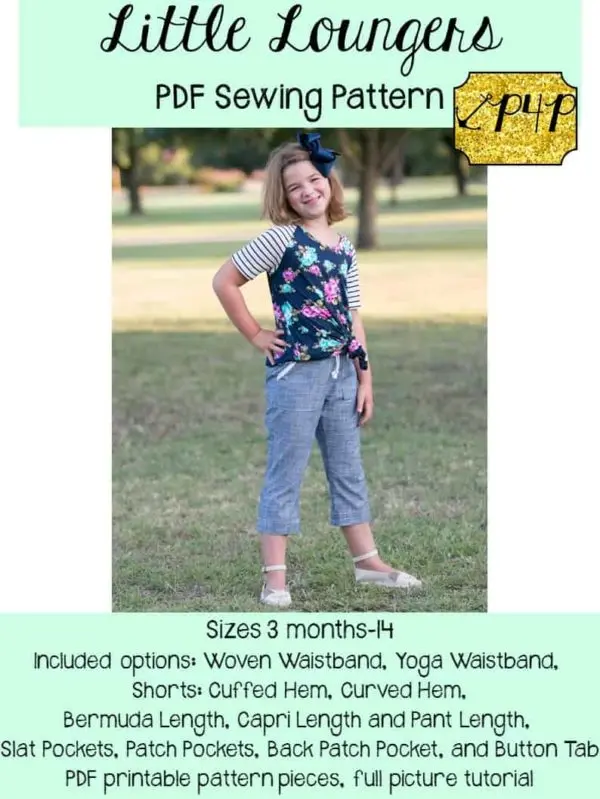 Little Loungers
PDF Sewing Pattern
P4P
Sizes 3 months-14
Included options: Woven Waistband, Yoga Waistband,
Shorts: Cuffed Hem, Curved Hem,
Bermuda Length, Capri Length and Pant Length,
Slat Pockets, Patch Pockets, Back Patch Pocket, and Button Tab
PDF printable pattern pieces, full picture tutorial